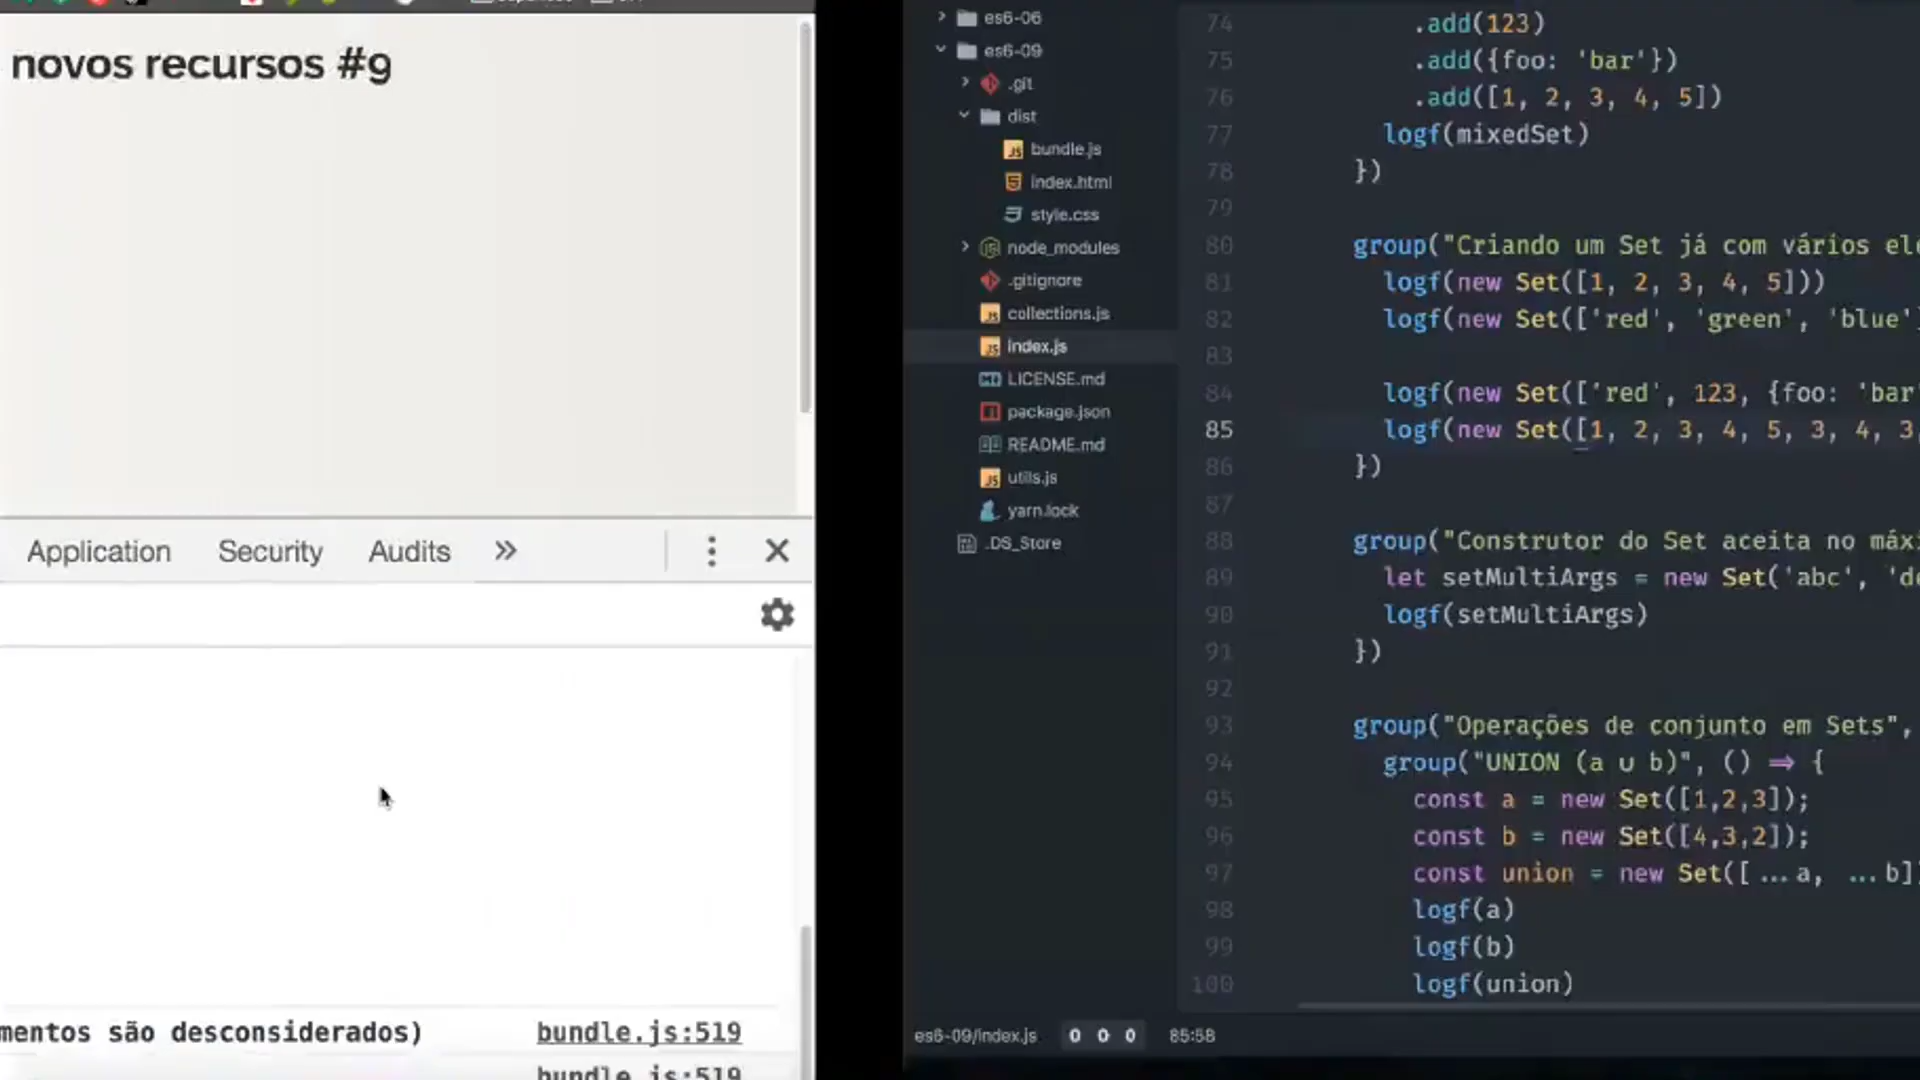 novos recursos #9
Application Security Audits »
mentos são desconsiderados) bundle.js:519
bundle.js:519
es6-06
es6-09
.git
dist
bundle.js
index.html
style.css
node_modules
.gitignore
collections.js
index.js
LICENSE.md
package.json
README.md
utils.js
yarn.lock
.DS_Store
74 .add(123)
75 .add({foo: 'bar'})
76 .add([1, 2, 3, 4, 5])
77 logf(mixedSet)
78 })
79
80 group("Criando um Set já com vários ele
81 logf(new Set([1, 2, 3, 4, 5]))
82 logf(new Set(['red', 'green', 'blue']
83
84 logf(new Set(['red', 123, {foo: 'bar'
85 logf(new Set([1, 2, 3, 4, 5, 3, 4, 3,
86 })
87
88 group("Construtor do Set aceita no máxi
89 let setMultiArgs = new Set('abc', 'de
90 logf(setMultiArgs)
91 })
92
93 group("Operações de conjunto em Sets",
94 group("UNION (a ∪ b)", () ⇒ {
95 const a = new Set([1,2,3]);
96 const b = new Set([4,3,2]);
97 const union = new Set([...a, ...b])
98 logf(a)
99 logf(b)
100 logf(union)
es6-09/index.js 0 0 0 85:58